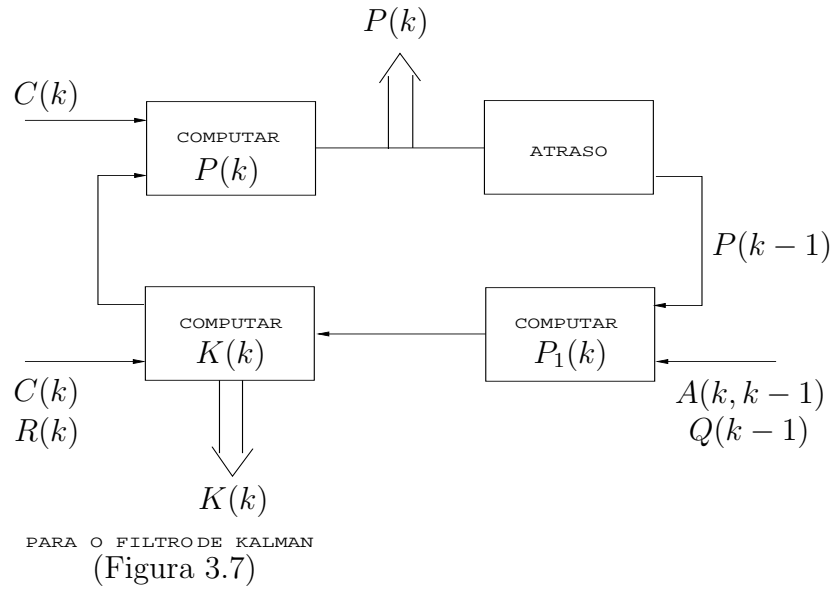 P(k)
C(k)
COMPUTAR
P(k)
ATRASO
P(k − 1)
COMPUTAR
K(k)
COMPUTAR
P₁(k)
C(k)
R(k)
A(k, k − 1)
Q(k − 1)
K(k)
PARA O FILTRO DE KALMAN
(Figura 3.7)